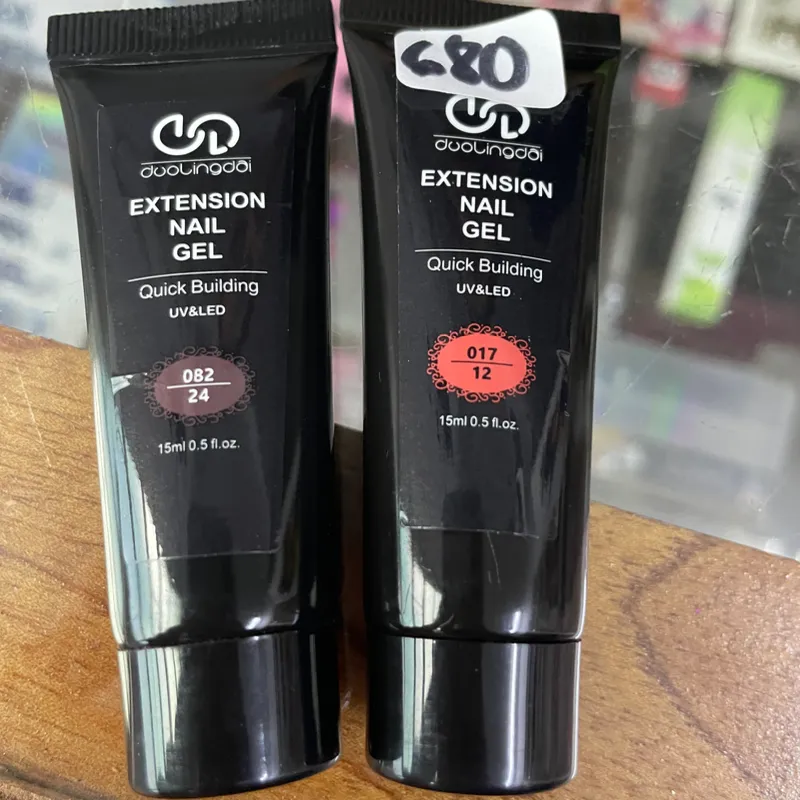 duoLingdai
EXTENSION
NAIL
GEL
Quick Building
UV&LED
082
24
15ml 0.5 fl.oz.
¢80
duoLingdai
EXTENSION
NAIL
GEL
Quick Building
UV&LED
017
12
15ml 0.5 fl.oz.